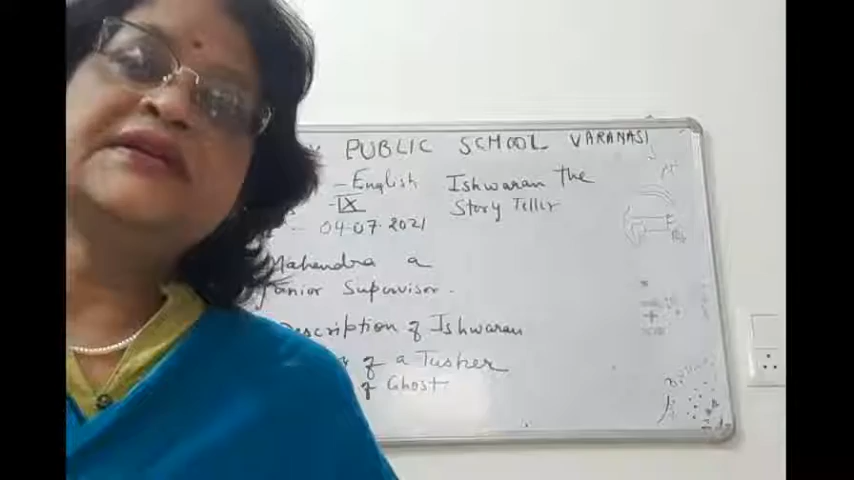 PUBLIC SCHOOL VARANASI
- English
IX
- 04-07-2021
Ishwaran the
Story Teller
Mahendra a
Junior Supervisor.
Description of Ishwaran
of a Tusker
of Ghost